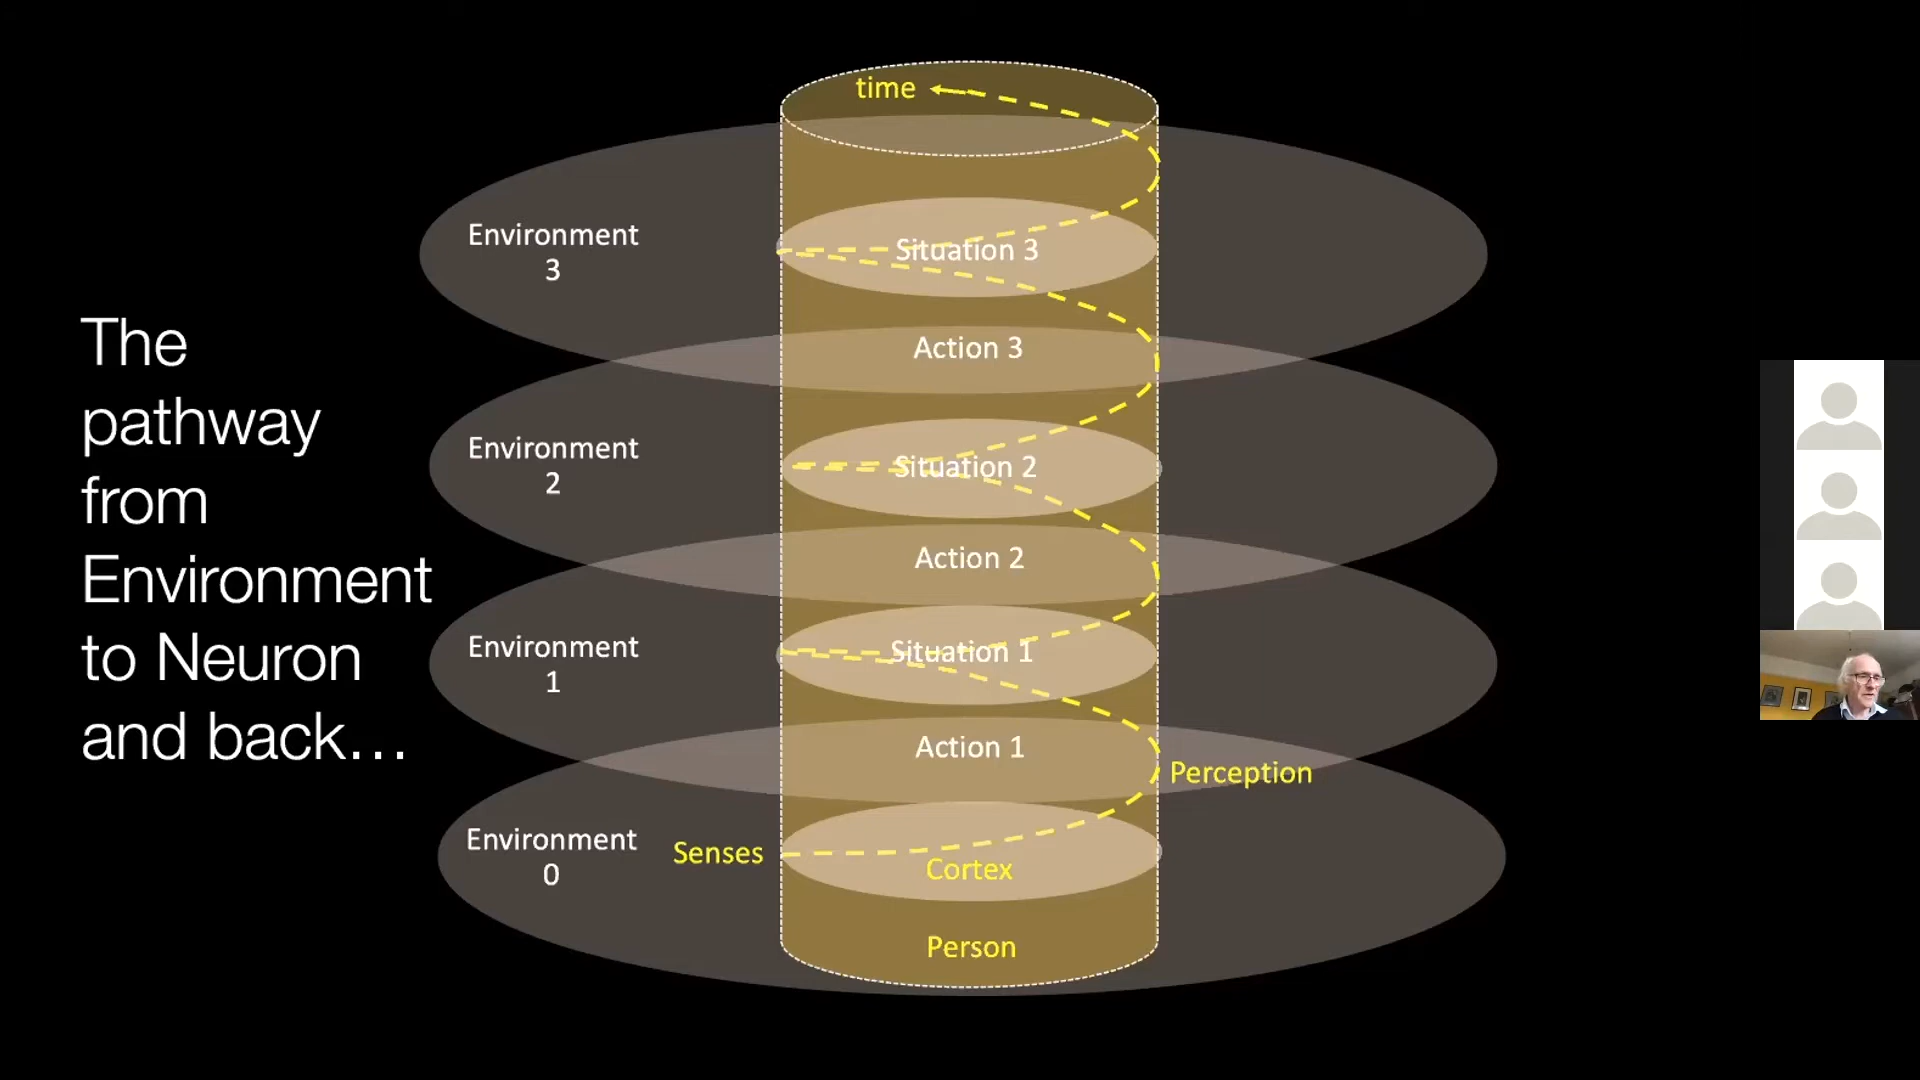 The
pathway
from
Environment
to Neuron
and back...
time
Environment
3
Situation 3
Action 3
Environment
2
Situation 2
Action 2
Environment
1
Situation 1
Action 1
Perception
Environment
0
Senses
Cortex
Person